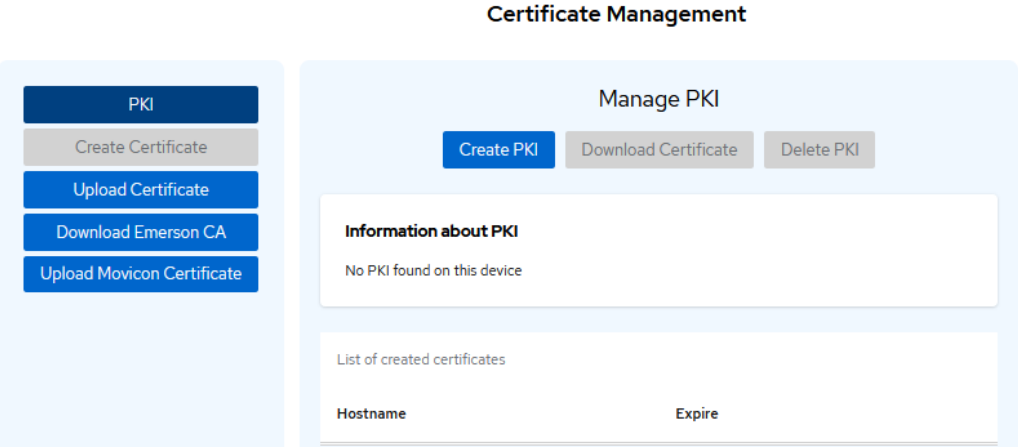 Certificate Management
PKI
Create Certificate
Upload Certificate
Download Emerson CA
Upload Movicon Certificate
Manage PKI
Create PKI Download Certificate Delete PKI
Information about PKI
No PKI found on this device
List of created certificates
Hostname Expire